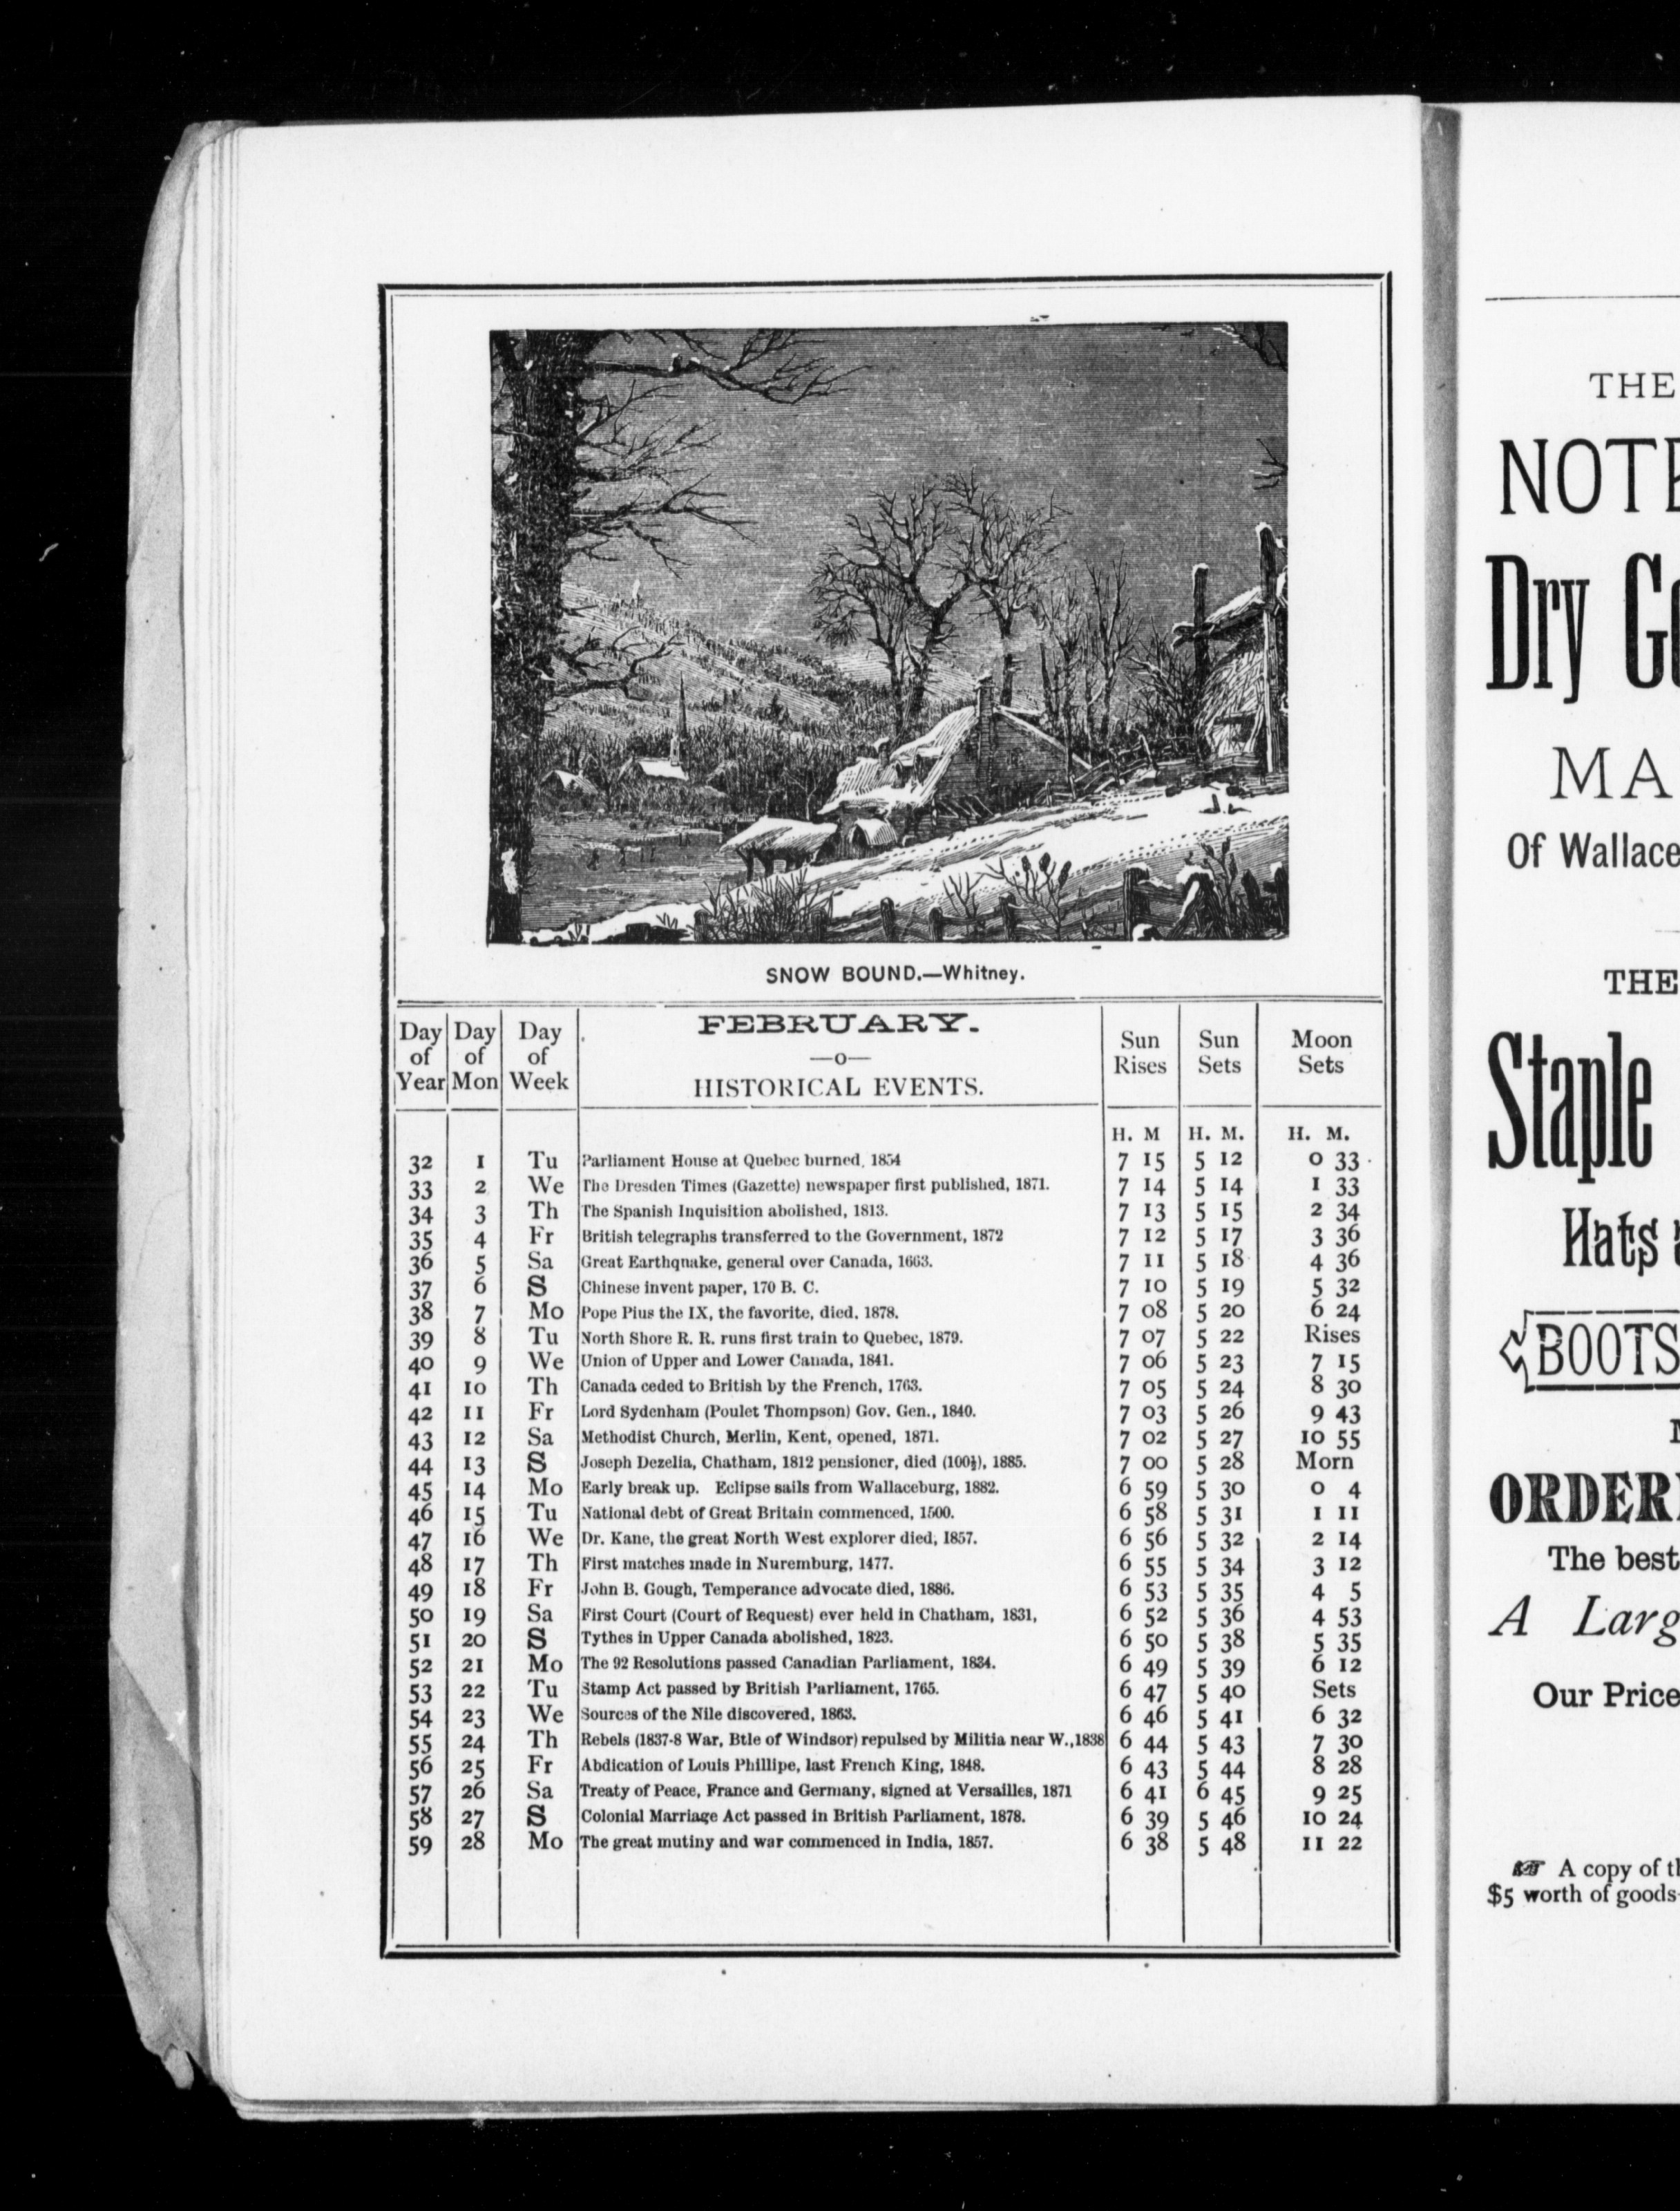 SNOW BOUND.—Whitney.
Day of Year Day of Mon Day of Week FEBRUARY. —o— HISTORICAL EVENTS. Sun Rises Sun Sets Moon Sets
H. M H. M. H. M.
32 1 Tu Parliament House at Quebec burned, 1854 7 15 5 12 0 33
33 2 We The Dresden Times (Gazette) newspaper first published, 1871. 7 14 5 14 1 33
34 3 Th The Spanish Inquisition abolished, 1813. 7 13 5 15 2 34
35 4 Fr British telegraphs transferred to the Government, 1872 7 12 5 17 3 36
36 5 Sa Great Earthquake, general over Canada, 1663. 7 11 5 18 4 36
37 6 S Chinese invent paper, 170 B. C. 7 10 5 19 5 32
38 7 Mo Pope Pius the IX, the favorite, died, 1878. 7 08 5 20 6 24
39 8 Tu North Shore R. R. runs first train to Quebec, 1879. 7 07 5 22 Rises
40 9 We Union of Upper and Lower Canada, 1841. 7 06 5 23 7 15
41 10 Th Canada ceded to British by the French, 1763. 7 05 5 24 8 30
42 11 Fr Lord Sydenham (Poulet Thompson) Gov. Gen., 1840. 7 03 5 26 9 43
43 12 Sa Methodist Church, Merlin, Kent, opened, 1871. 7 02 5 27 10 55
44 13 S Joseph Dezelia, Chatham, 1812 pensioner, died (100½), 1885. 7 00 5 28 Morn
45 14 Mo Early break up. Eclipse sails from Wallaceburg, 1882. 6 59 5 30 0 4
46 15 Tu National debt of Great Britain commenced, 1500. 6 58 5 31 1 11
47 16 We Dr. Kane, the great North West explorer died, 1857. 6 56 5 32 2 14
48 17 Th First matches made in Nuremburg, 1477. 6 55 5 34 3 12
49 18 Fr John B. Gough, Temperance advocate died, 1886. 6 53 5 35 4 5
50 19 Sa First Court (Court of Request) ever held in Chatham, 1831, 6 52 5 36 4 53
51 20 S Tythes in Upper Canada abolished, 1823. 6 50 5 38 5 35
52 21 Mo The 92 Resolutions passed Canadian Parliament, 1834. 6 49 5 39 6 12
53 22 Tu Stamp Act passed by British Parliament, 1765. 6 47 5 40 Sets
54 23 We Sources of the Nile discovered, 1863. 6 46 5 41 6 32
55 24 Th Rebels (1837-8 War, Btle of Windsor) repulsed by Militia near W.,1838 6 44 5 43 7 30
56 25 Fr Abdication of Louis Phillipe, last French King, 1848. 6 43 5 44 8 28
57 26 Sa Treaty of Peace, France and Germany, signed at Versailles, 1871 6 41 6 45 9 25
58 27 S Colonial Marriage Act passed in British Parliament, 1878. 6 39 5 46 10 24
59 28 Mo The great mutiny and war commenced in India, 1857. 6 38 5 48 11 22
THE
NOT
Dry G
MA
Of Wallace
THE
Staple
Hats
BOOTS
ORDER
The best
A Larg
Our Price
☞ A copy of t
$5 worth of goods